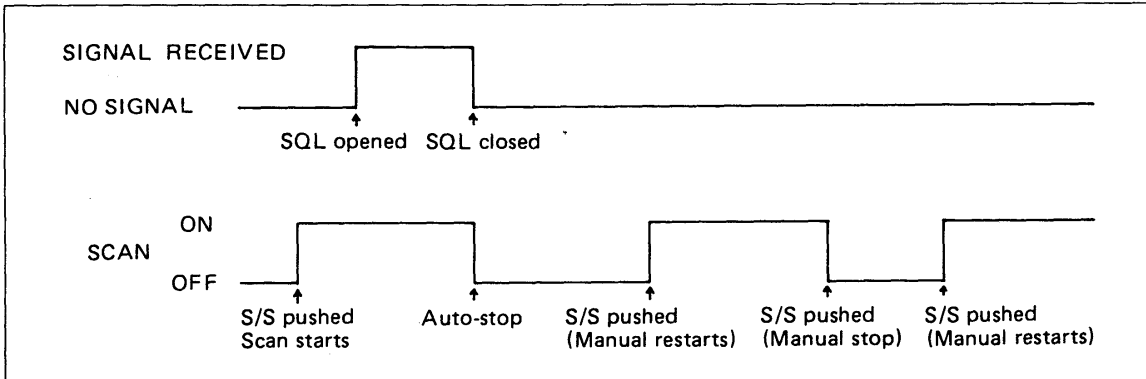 SIGNAL RECEIVED
NO SIGNAL
SQL opened SQL closed
ON
SCAN
OFF
S/S pushed Auto-stop S/S pushed S/S pushed S/S pushed
Scan starts (Manual restarts) (Manual stop) (Manual restarts)